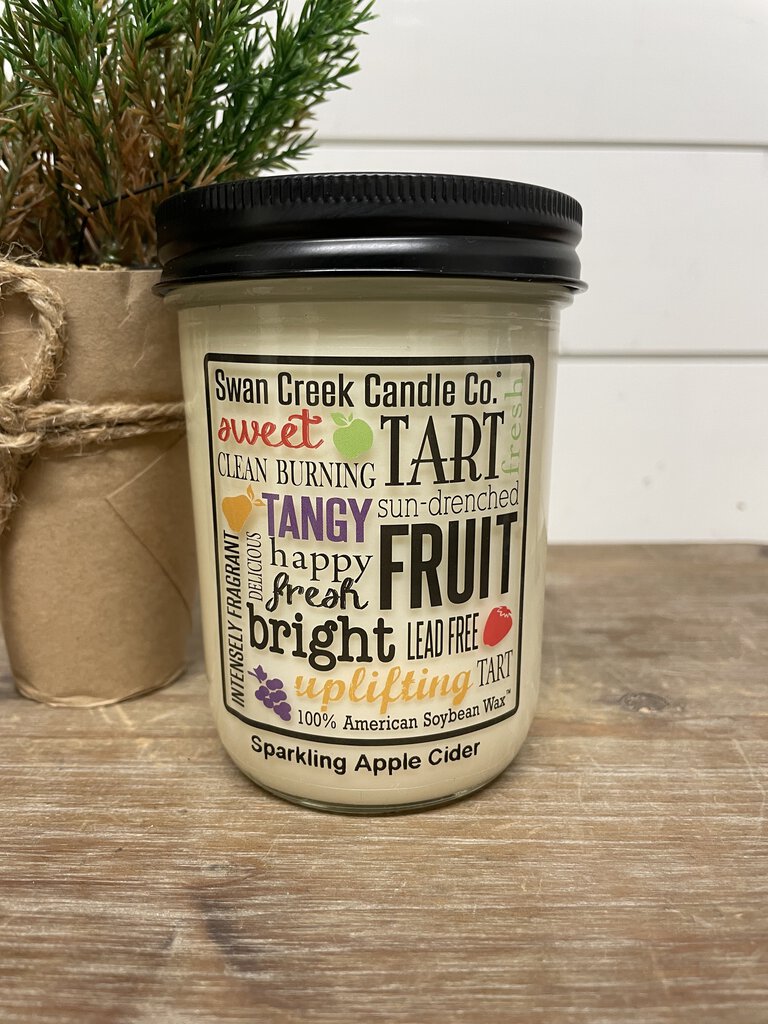 Swan Creek Candle Co.®
sweet
TART
fresh
CLEAN BURNING
sun-drenched
TANGY
FRUIT
happy
DELICIOUS
fresh
INTENSELY FRAGRANT
bright
LEAD FREE
uplifting
TART
100% American Soybean Wax™
Sparkling Apple Cider